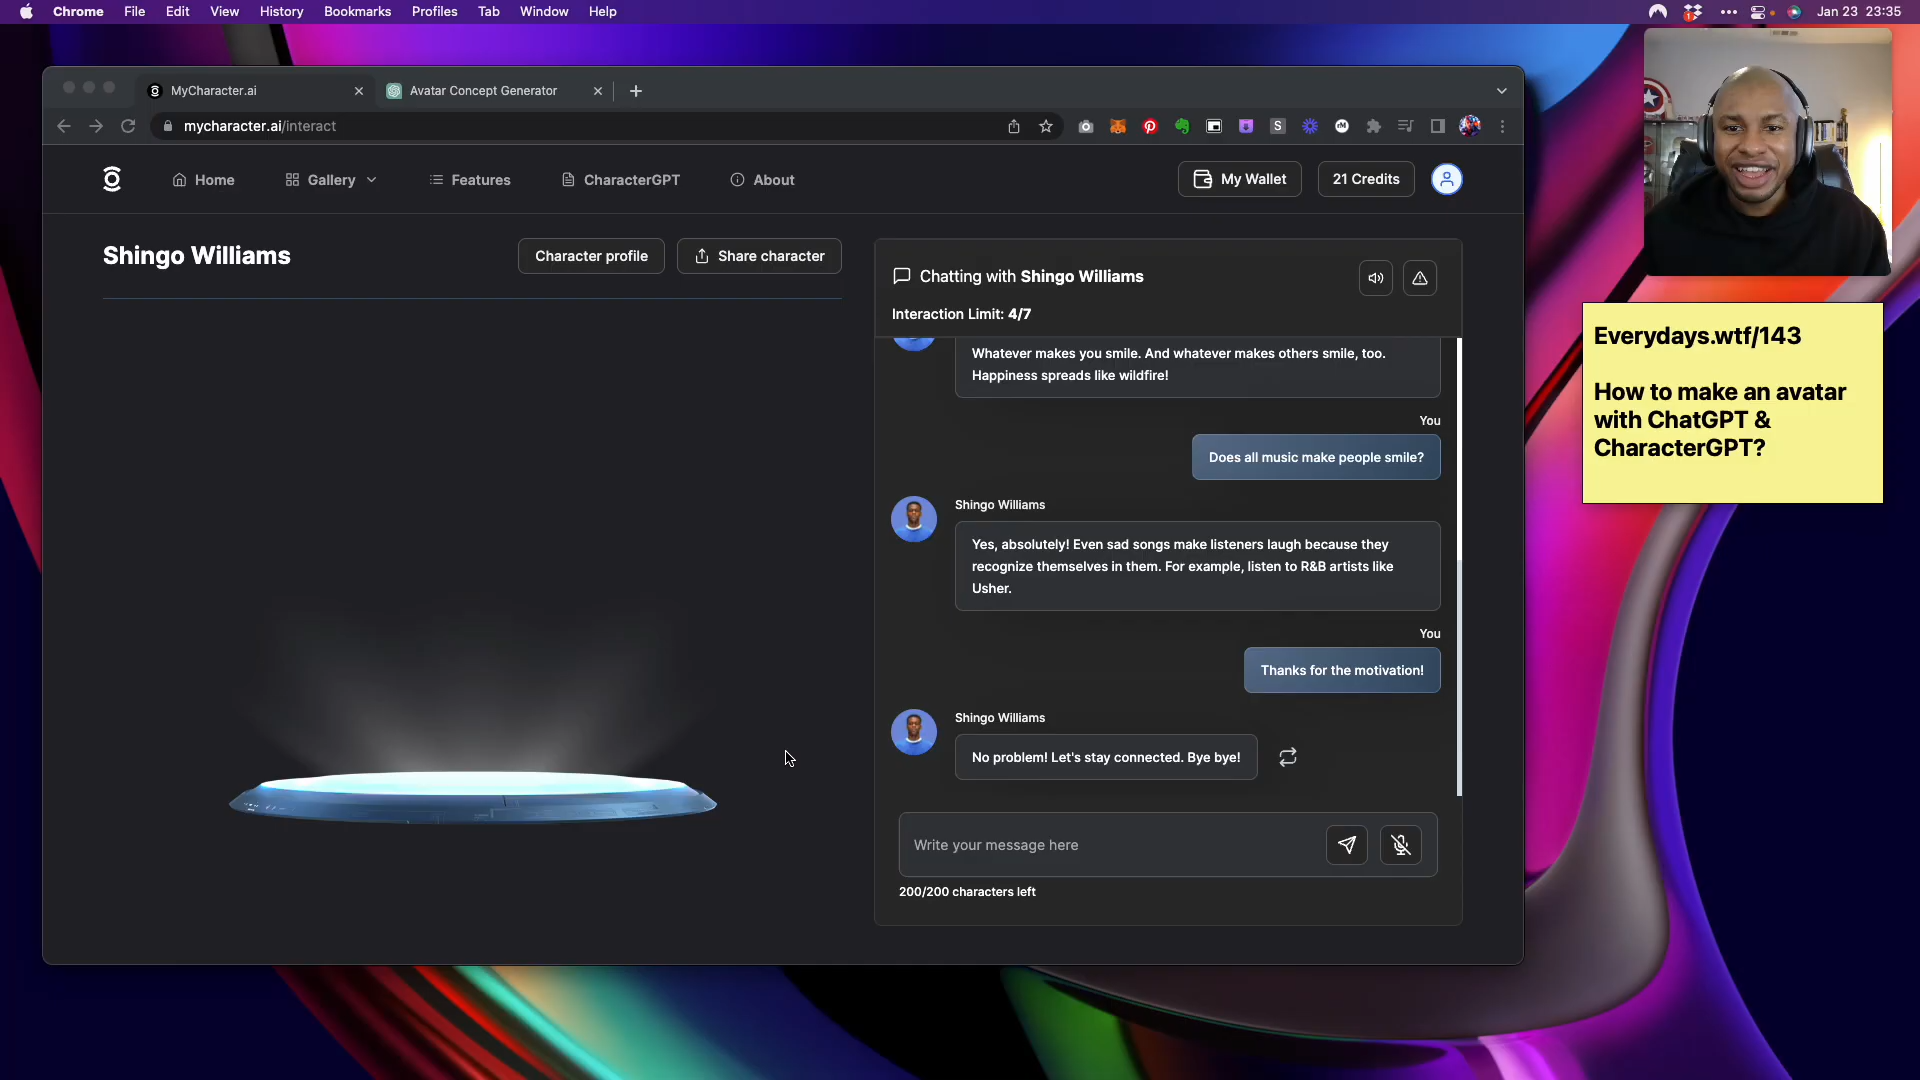 Chrome File Edit View History Bookmarks Profiles Tab Window Help
Jan 23 23:35
MyCharacter.ai
Avatar Concept Generator
mycharacter.ai/interact
Home
Gallery
Features
CharacterGPT
About
My Wallet
21 Credits
Shingo Williams
Character profile
Share character
Chatting with Shingo Williams
Interaction Limit: 4/7
Whatever makes you smile. And whatever makes others smile, too.
Happiness spreads like wildfire!
You
Does all music make people smile?
Shingo Williams
Yes, absolutely! Even sad songs make listeners laugh because they
recognize themselves in them. For example, listen to R&B artists like
Usher.
You
Thanks for the motivation!
Shingo Williams
No problem! Let's stay connected. Bye bye!
Write your message here
200/200 characters left
Everydays.wtf/143
How to make an avatar
with ChatGPT &
CharacterGPT?